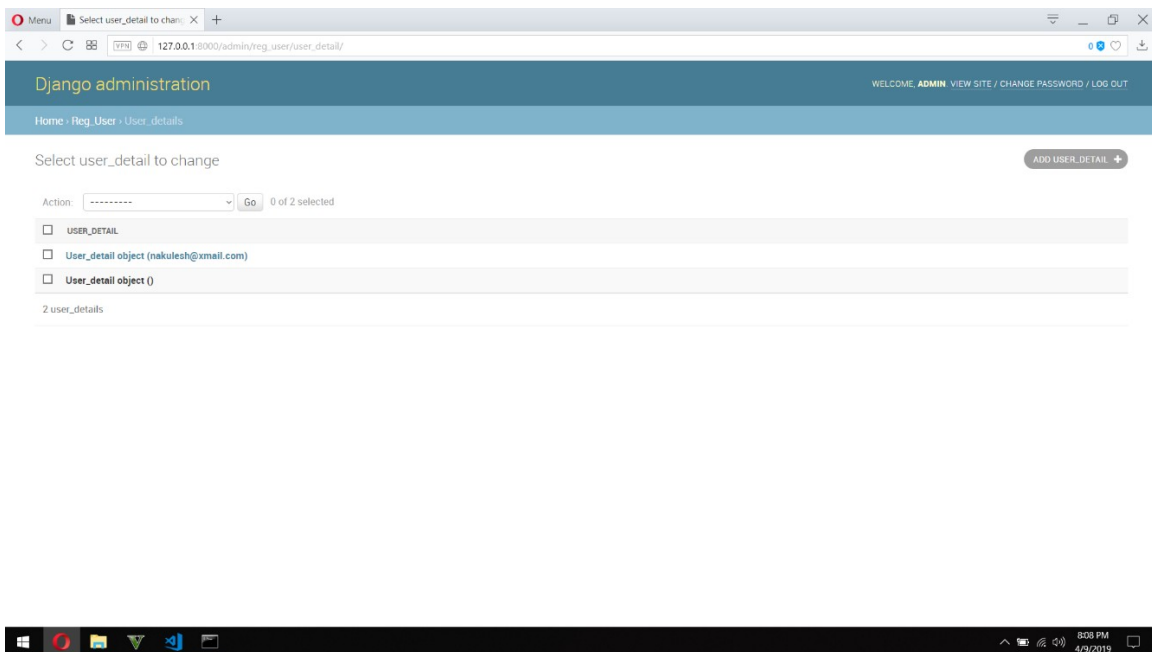 Menu
Select user_detail to chang
VPN
127.0.0.1:8000/admin/reg_user/user_detail/
0
Django administration
WELCOME, ADMIN. VIEW SITE / CHANGE PASSWORD / LOG OUT
Home › Reg_User › User_details
Select user_detail to change
ADD USER_DETAIL +
Action:
---------
Go
0 of 2 selected
USER_DETAIL
User_detail object (nakulesh@xmail.com)
User_detail object ()
2 user_details
8:08 PM
4/9/2019